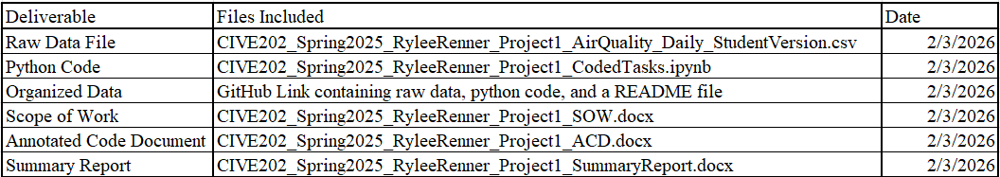 Deliverable Files Included Date
Raw Data File CIVE202_Spring2025_RyleeRenner_Project1_AirQuality_Daily_StudentVersion.csv 2/3/2026
Python Code CIVE202_Spring2025_RyleeRenner_Project1_CodedTasks.ipynb 2/3/2026
Organized Data GitHub Link containing raw data, python code, and a README file 2/3/2026
Scope of Work CIVE202_Spring2025_RyleeRenner_Project1_SOW.docx 2/3/2026
Annotated Code Document CIVE202_Spring2025_RyleeRenner_Project1_ACD.docx 2/3/2026
Summary Report CIVE202_Spring2025_RyleeRenner_Project1_SummaryReport.docx 2/3/2026